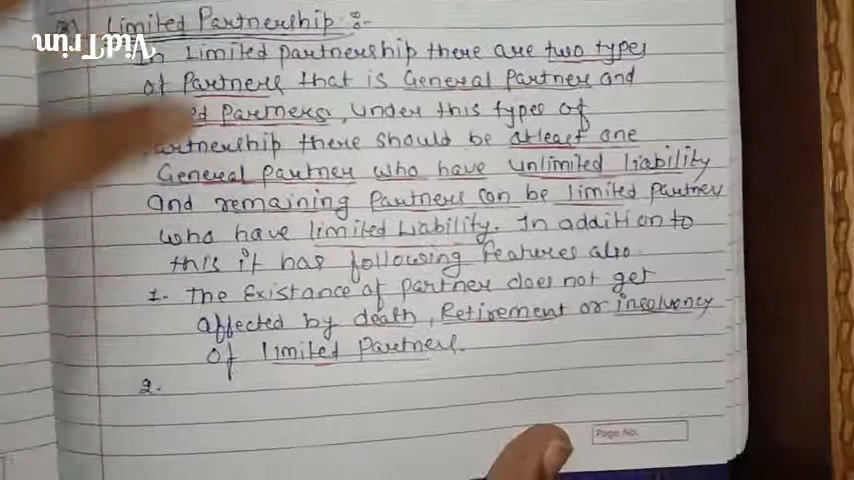 Limited Partnership :-
VidTrim
In Limited partnership there are two types
of Partners that is General Partner and
Partners, Under this types of
Partnership there should be atleast one
General Partner who have unlimited liability
and remaining Partners can be limited Partner
who have limited Liability. In addition to
this it has following features also.
1. The Existance of partner does not get
affected by death, Retirement or insolvency
of limited Partners.
2.
Page No.